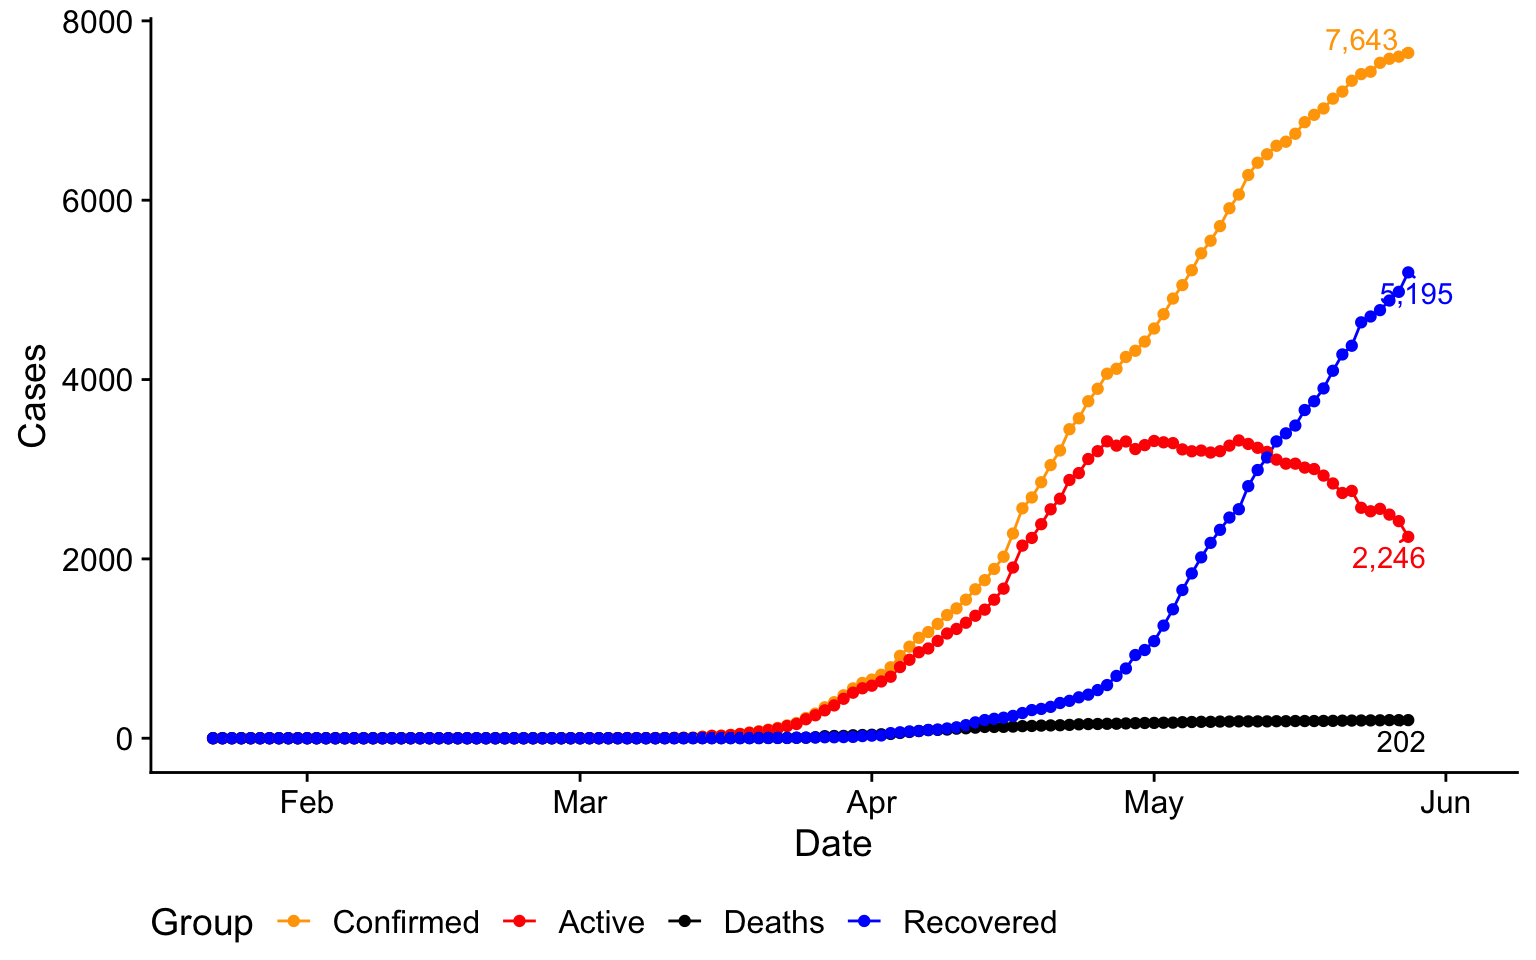 8000
7,643
6000
5,195
4000
Cases
2000
2,246
0
202
Feb Mar Apr May Jun
Date
Group Confirmed Active Deaths Recovered